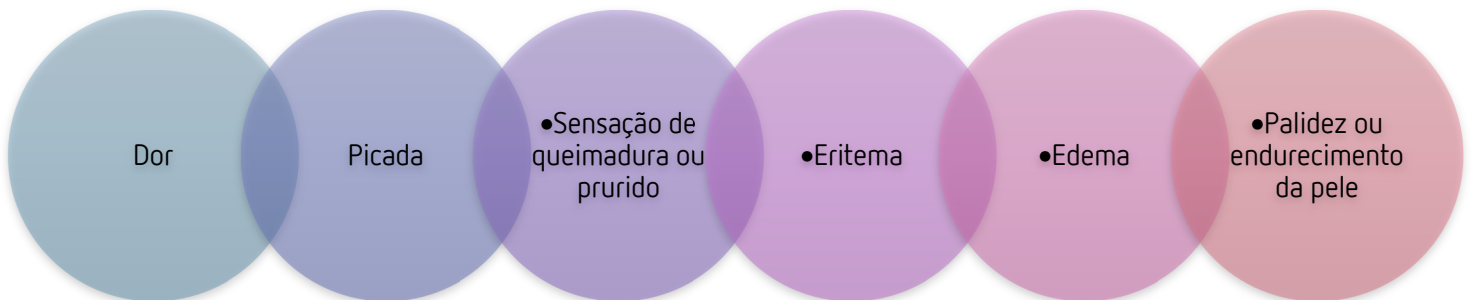 Dor
Picada
•Sensação de
queimadura ou
prurido
•Eritema
•Edema
•Palidez ou
endurecimento
da pele